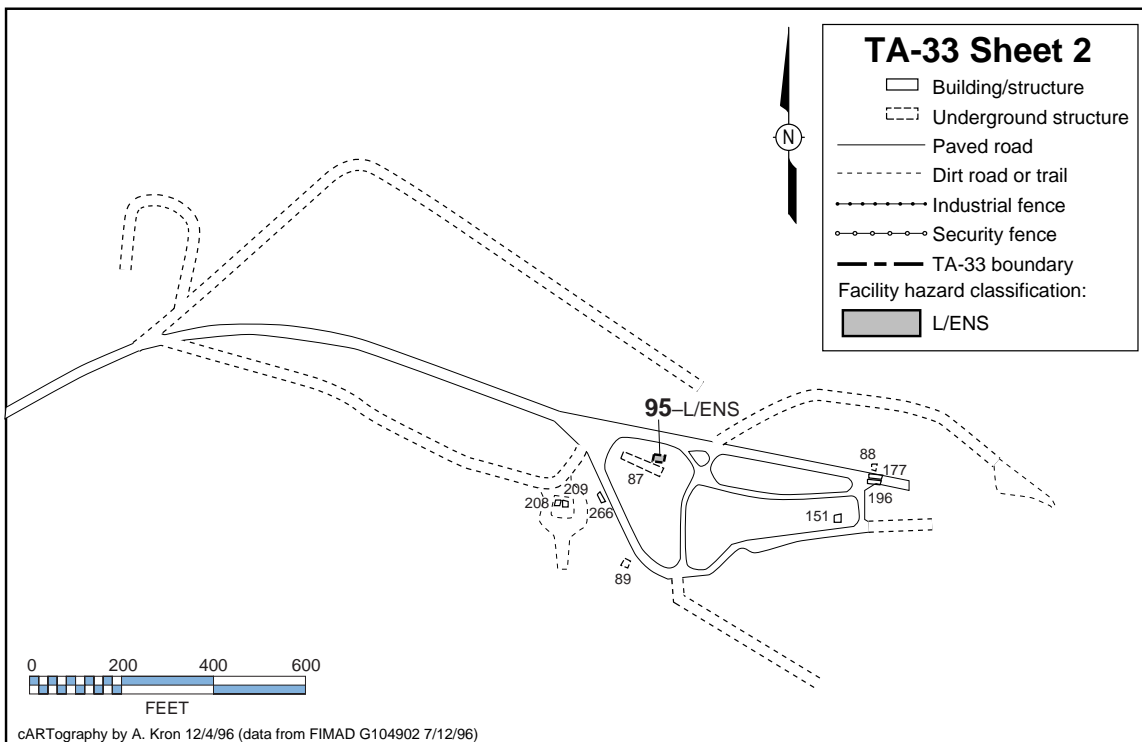 TA-33 Sheet 2
Building/structure
Underground structure
Paved road
Dirt road or trail
Industrial fence
Security fence
TA-33 boundary
Facility hazard classification:
L/ENS
N
95–L/ENS
87
88
177
196
151
208
209
266
89
0 200 400 600
FEET
cARTography by A. Kron 12/4/96 (data from FIMAD G104902 7/12/96)